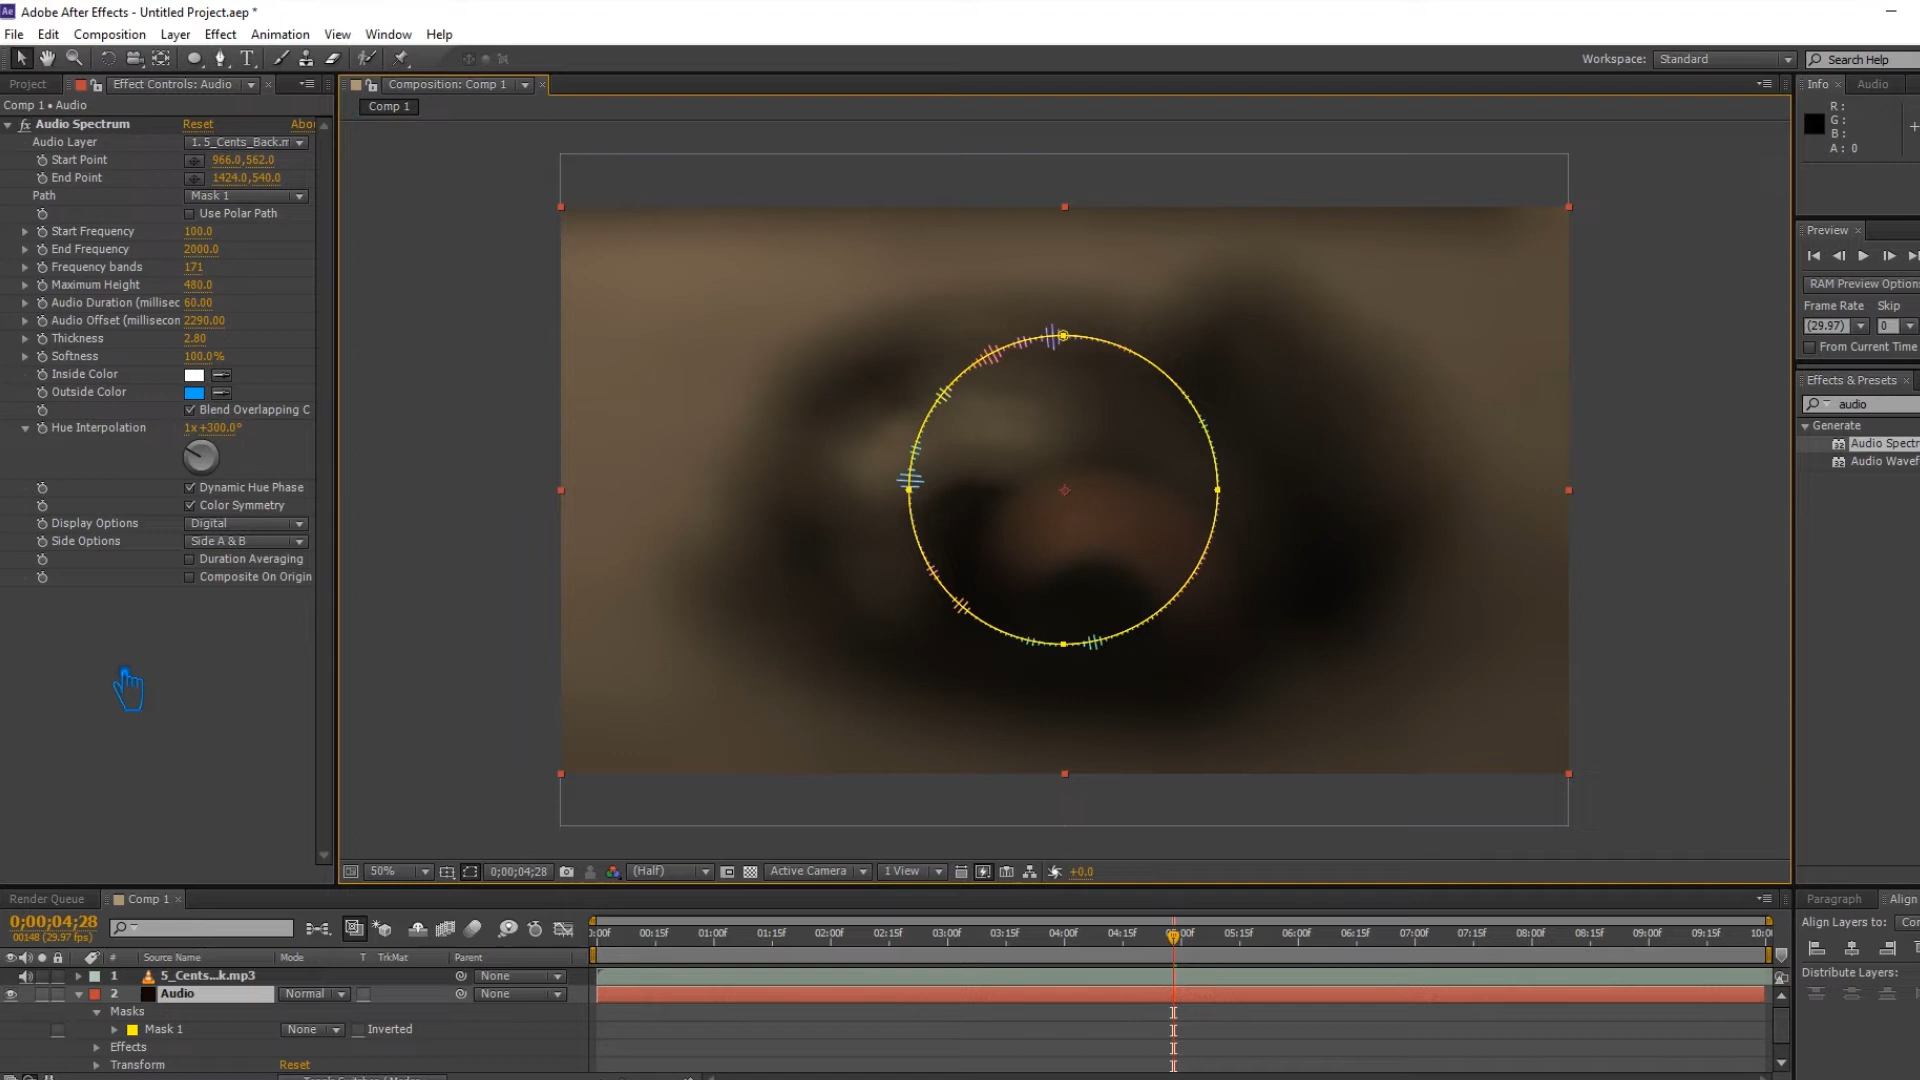 Adobe After Effects - Untitled Project.aep *
File Edit Composition Layer Effect Animation View Window Help
Workspace: Standard Search Help
Project Effect Controls: Audio Composition: Comp 1 Info Audio
Comp 1 • Audio Comp 1
fx Audio Spectrum Reset Abou
Audio Layer 1. 5_Cents_Back.m
Start Point 966.0,562.0
End Point 1424.0,540.0
Path Mask 1
Use Polar Path
Start Frequency 100.0
End Frequency 2000.0
Frequency bands 171
Maximum Height 480.0
Audio Duration (millisec 60.00
Audio Offset (millisecon 2290.00
Thickness 2.80
Softness 100.0%
Inside Color
Outside Color
Blend Overlapping C
Hue Interpolation 1x+300.0°
Dynamic Hue Phase
Color Symmetry
Display Options Digital
Side Options Side A & B
Duration Averaging
Composite On Origin
R :
G :
B :
A : 0
Preview
RAM Preview Options
Frame Rate Skip
(29.97) 0
From Current Time
Effects & Presets
audio
Generate
Audio Spectr
Audio Wavef
50% 0;00;04;28 (Half) Active Camera 1 View +0.0
Render Queue Comp 1 Paragraph Align
0;00;04;28
00148 (29.97 fps)
:00f 00:15f 01:00f 01:15f 02:00f 02:15f 03:00f 03:15f 04:00f 04:15f 05:15f 06:00f 06:15f 07:00f 07:15f 08:00f 08:15f 09:00f 09:15f 10:0
Align Layers to: Co
# Source Name Mode T TrkMat Parent
1 5_Cents...k.mp3 None
2 Audio Normal None
Distribute Layers:
Masks
Mask 1 None Inverted
Effects
Transform Reset